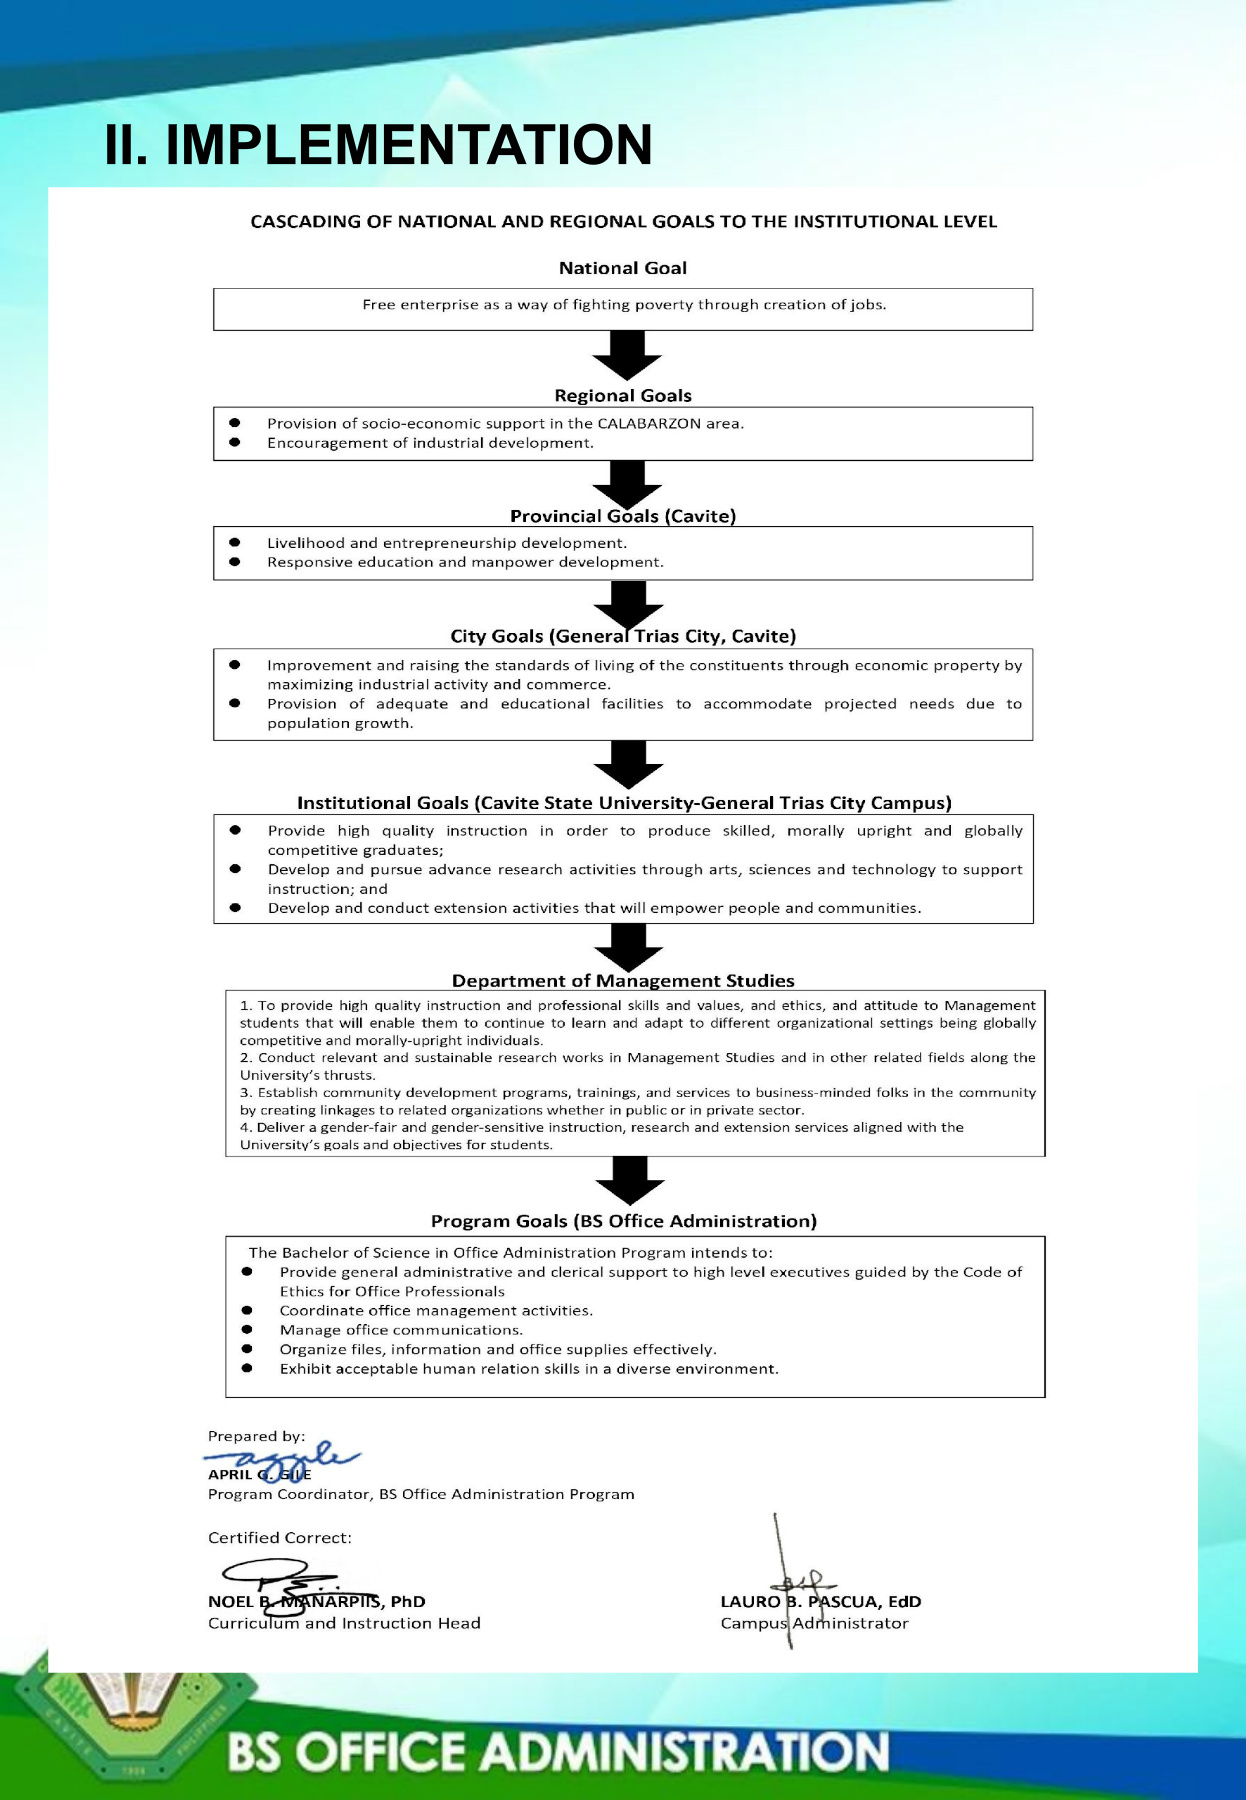 II. IMPLEMENTATION
CASCADING OF NATIONAL AND REGIONAL GOALS TO THE INSTITUTIONAL LEVEL
National Goal
Free enterprise as a way of fighting poverty through creation of jobs.
Regional Goals
● Provision of socio-economic support in the CALABARZON area.
● Encouragement of industrial development.
Provincial Goals (Cavite)
● Livelihood and entrepreneurship development.
● Responsive education and manpower development.
City Goals (General Trias City, Cavite)
● Improvement and raising the standards of living of the constituents through economic property by
maximizing industrial activity and commerce.
● Provision of adequate and educational facilities to accommodate projected needs due to
population growth.
Institutional Goals (Cavite State University-General Trias City Campus)
● Provide high quality instruction in order to produce skilled, morally upright and globally
competitive graduates;
● Develop and pursue advance research activities through arts, sciences and technology to support
instruction; and
● Develop and conduct extension activities that will empower people and communities.
Department of Management Studies
1. To provide high quality instruction and professional skills and values, and ethics, and attitude to Management
students that will enable them to continue to learn and adapt to different organizational settings being globally
competitive and morally-upright individuals.
2. Conduct relevant and sustainable research works in Management Studies and in other related fields along the
University's thrusts.
3. Establish community development programs, trainings, and services to business-minded folks in the community
by creating linkages to related organizations whether in public or in private sector.
4. Deliver a gender-fair and gender-sensitive instruction, research and extension services aligned with the
University's goals and objectives for students.
Program Goals (BS Office Administration)
The Bachelor of Science in Office Administration Program intends to:
● Provide general administrative and clerical support to high level executives guided by the Code of
Ethics for Office Professionals
● Coordinate office management activities.
● Manage office communications.
● Organize files, information and office supplies effectively.
● Exhibit acceptable human relation skills in a diverse environment.
Prepared by:
APRIL G. GILE
Program Coordinator, BS Office Administration Program
Certified Correct:
NOEL B. MANARPIIS, PhD
Curriculum and Instruction Head
LAURO B. PASCUA, EdD
Campus Administrator
CAVITE
PHILIPPINES
1906
BS OFFICE ADMINISTRATION